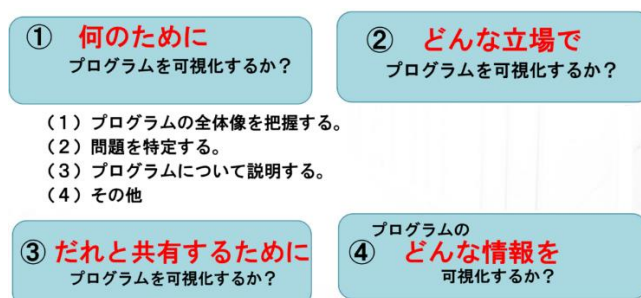 ① 何のために
プログラムを可視化するか？
② どんな立場で
プログラムを可視化するか？
（１）プログラムの全体像を把握する。
（２）問題を特定する。
（３）プログラムについて説明する。
（４）その他
③ だれと共有するために
プログラムを可視化するか？
プログラムの
④ どんな情報を
可視化するか？